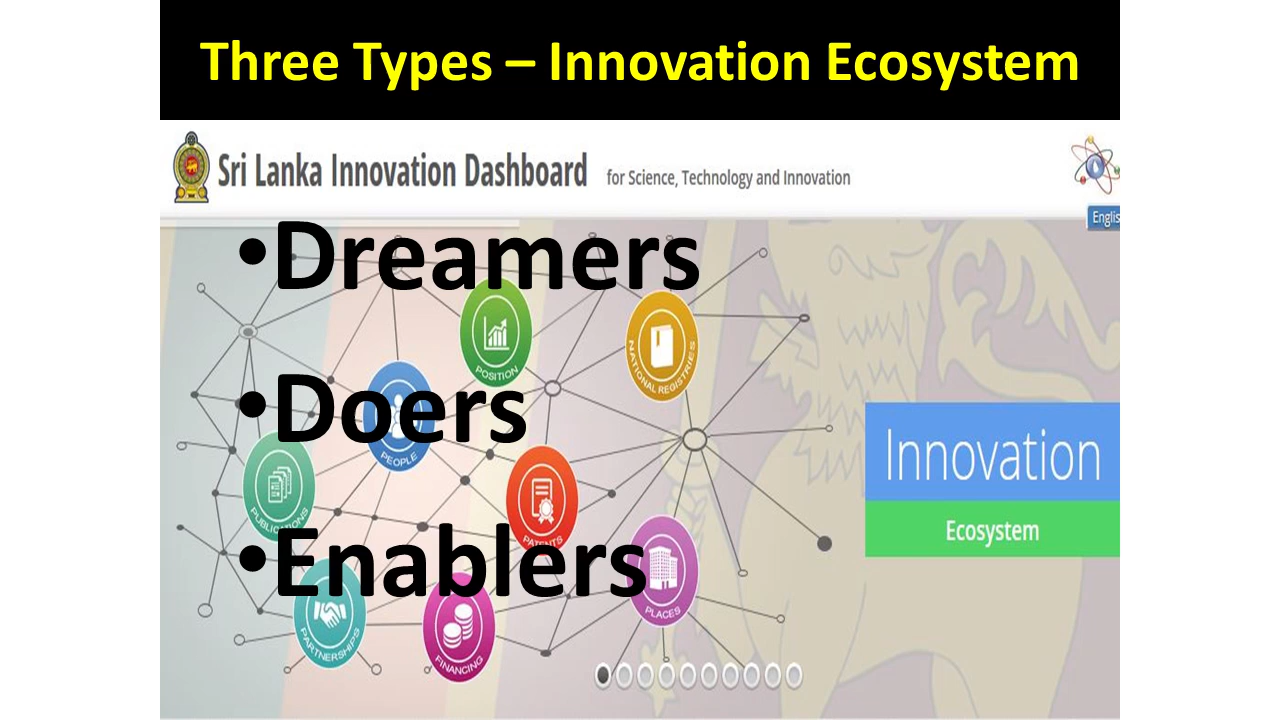 Three Types – Innovation Ecosystem
Sri Lanka Innovation Dashboard for Science, Technology and Innovation
Englis
•Dreamers
POSITION
NATIONAL REGISTRIES
•Doers
PEOPLE
Innovation
PUBLICATIONS
PATENTS
Ecosystem
•Enablers
PLACES
PARTNERSHIPS
FINANCING